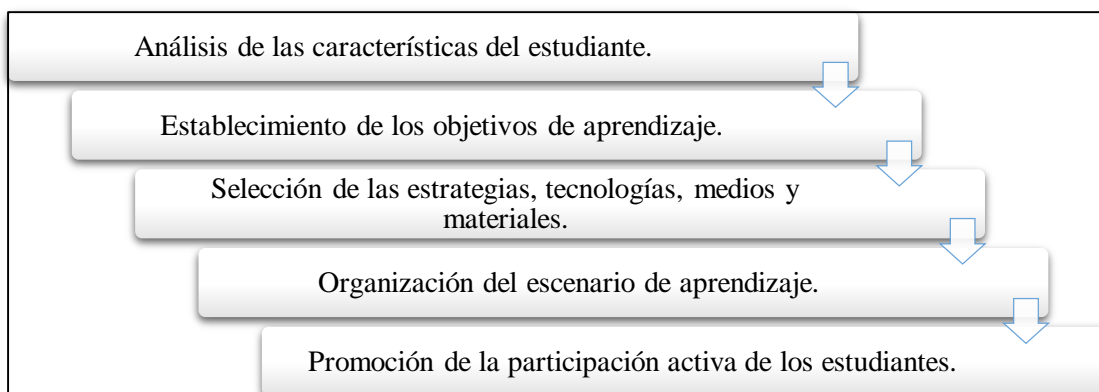 Análisis de las características del estudiante.
Establecimiento de los objetivos de aprendizaje.
Selección de las estrategias, tecnologías, medios y
materiales.
Organización del escenario de aprendizaje.
Promoción de la participación activa de los estudiantes.